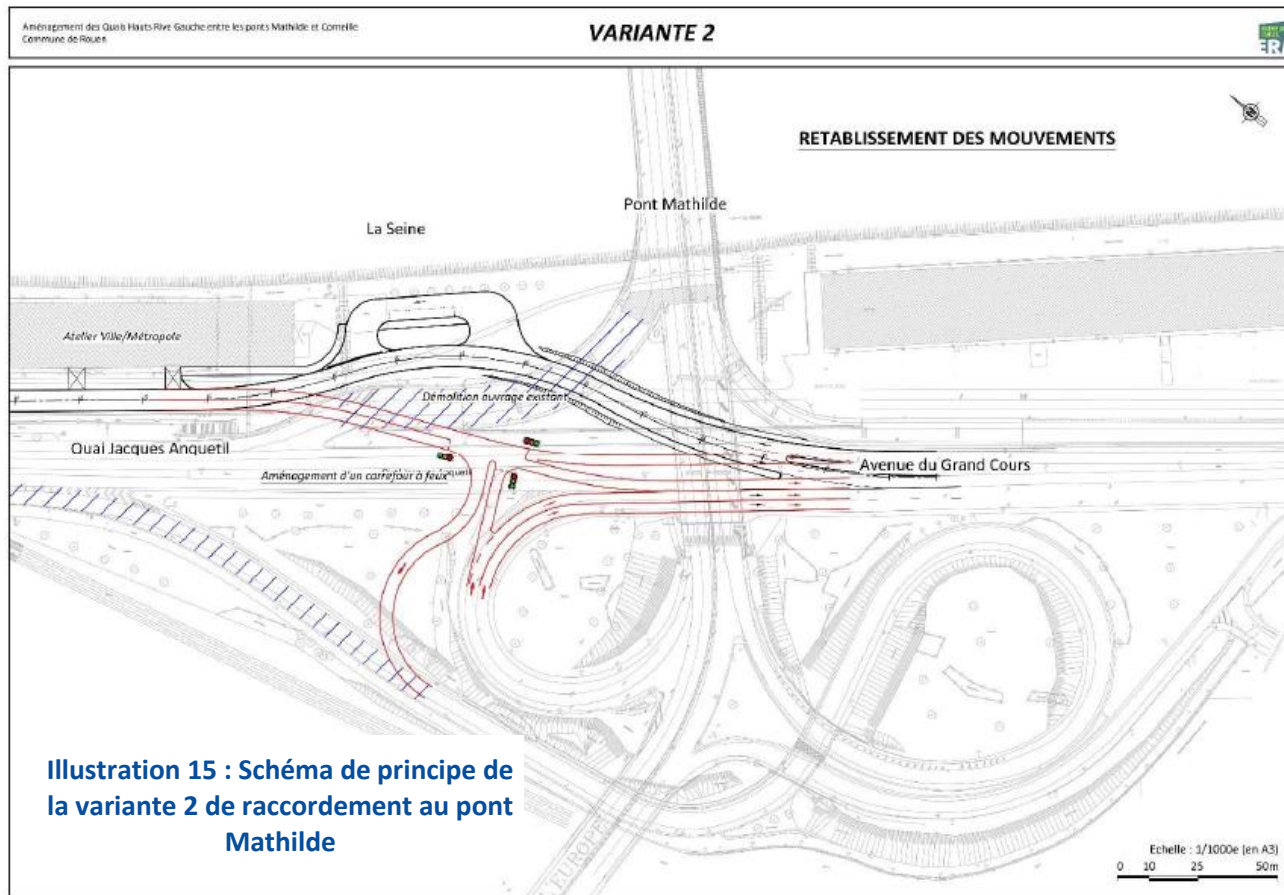 Aménagement des Quais Hauts Rive Gauche entre les ponts Mathilde et Corneille
Commune de Rouen
VARIANTE 2
RETABLISSEMENT DES MOUVEMENTS
Pont Mathilde
La Seine
Atelier Ville/Métropole
Démolition ouvrage existant
Quai Jacques Anquetil
Avenue du Grand Cours
Aménagement d'un carrefour à feux
Illustration 15 : Schéma de principe de
la variante 2 de raccordement au pont
Mathilde
EUROPE
Echelle : 1/1000e (en A3)
0 10 25 50m